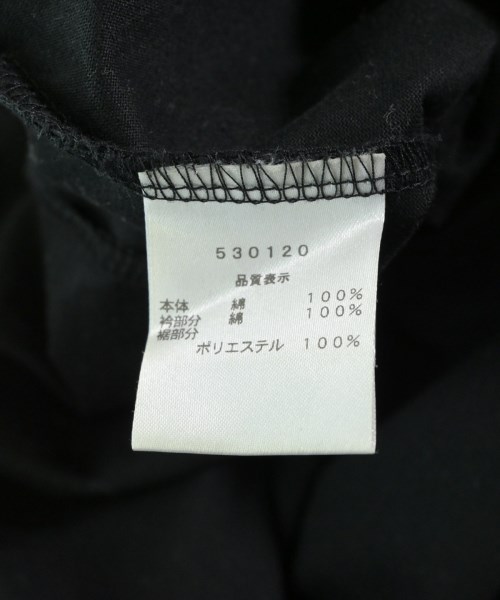 530120
品質表示
本体 綿 100%
衿部分 綿 100%
裾部分
ポリエステル 100%